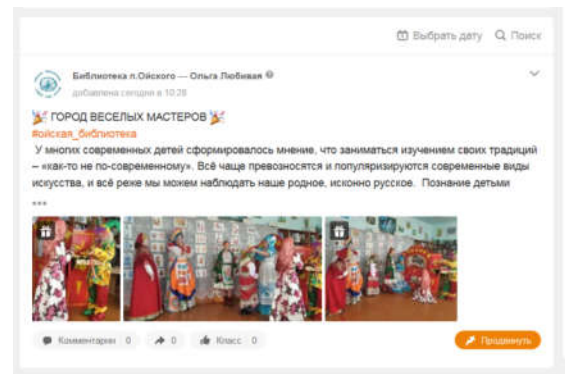 Выбрать дату Поиск
Библиотека п.Ойского — Ольга Любивая
добавлена сегодня в 10:28
ГОРОД ВЕСЕЛЫХ МАСТЕРОВ
#ойская_библиотека
У многих современных детей сформировалось мнение, что заниматься изучением своих традиций
– «как-то не по-современному». Всё чаще превозносятся и популяризируются современные виды
искусства, и всё реже мы можем наблюдать наше родное, исконно русское. Познание детьми
Комментарии 0 0 Класс 0 Продвинуть